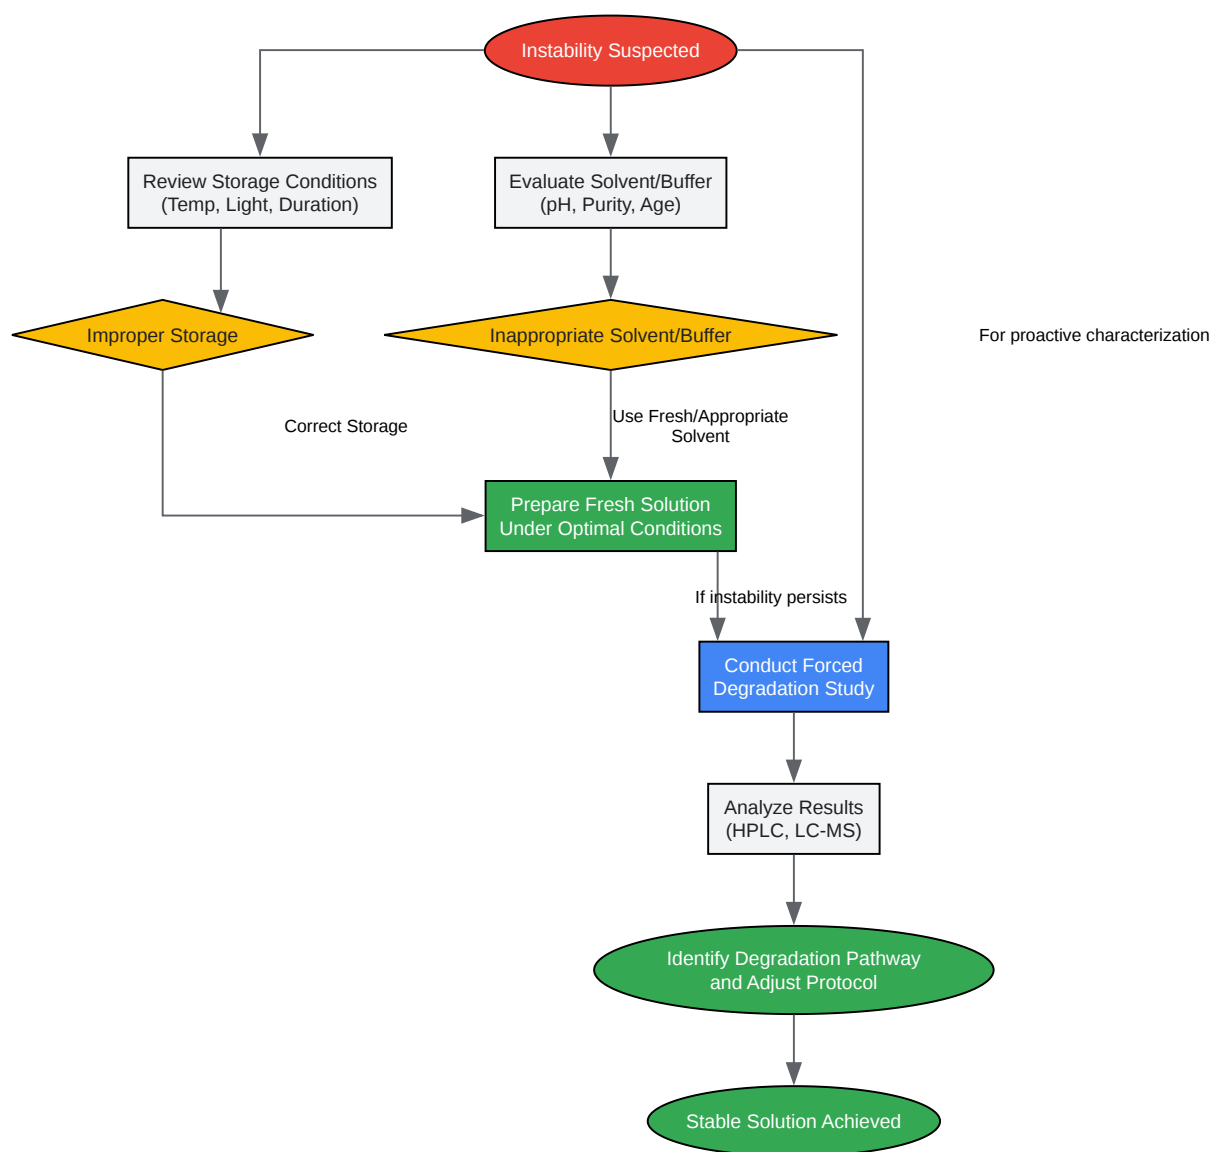 Instability Suspected
Review Storage Conditions
(Temp, Light, Duration)
Evaluate Solvent/Buffer
(pH, Purity, Age)
Improper Storage
Inappropriate Solvent/Buffer
For proactive characterization
Correct Storage
Use Fresh/Appropriate
Solvent
Prepare Fresh Solution
Under Optimal Conditions
If instability persists
Conduct Forced
Degradation Study
Analyze Results
(HPLC, LC-MS)
Identify Degradation Pathway
and Adjust Protocol
Stable Solution Achieved